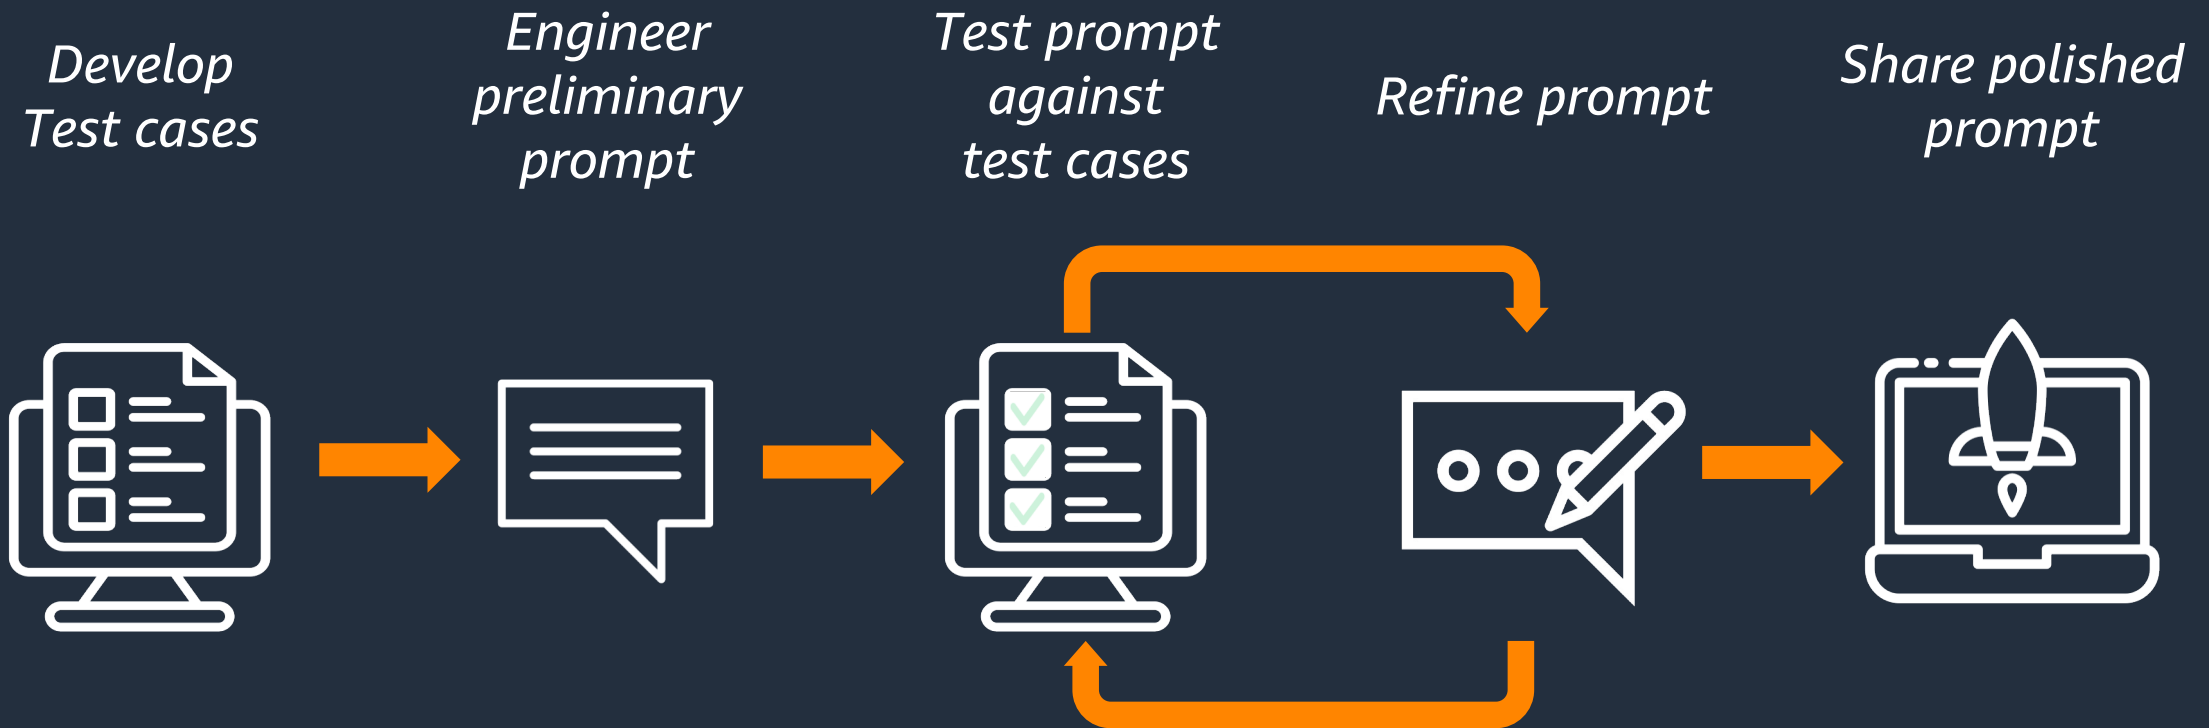 Develop
Test cases
Engineer
preliminary
prompt
Test prompt
against
test cases
Refine prompt
Share polished
prompt